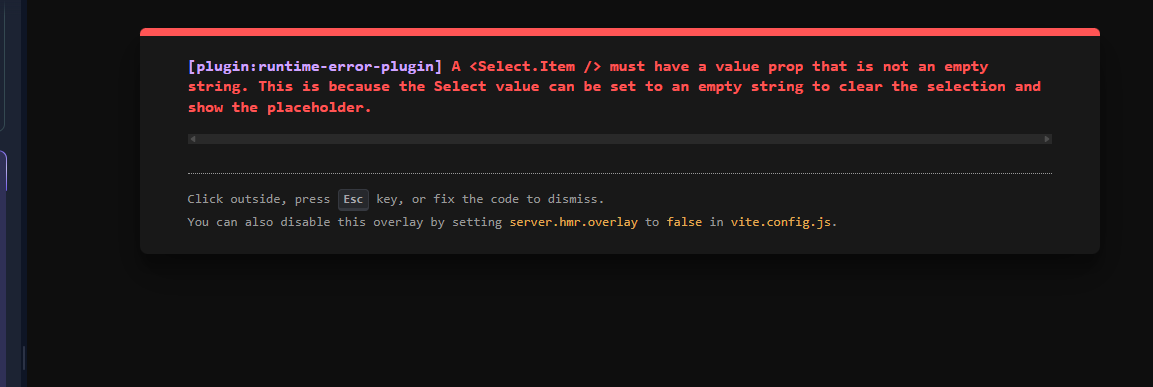 [plugin:runtime-error-plugin] A <Select.Item /> must have a value prop that is not an empty
string. This is because the Select value can be set to an empty string to clear the selection and
show the placeholder.
Click outside, press Esc key, or fix the code to dismiss.
You can also disable this overlay by setting server.hmr.overlay to false in vite.config.js.